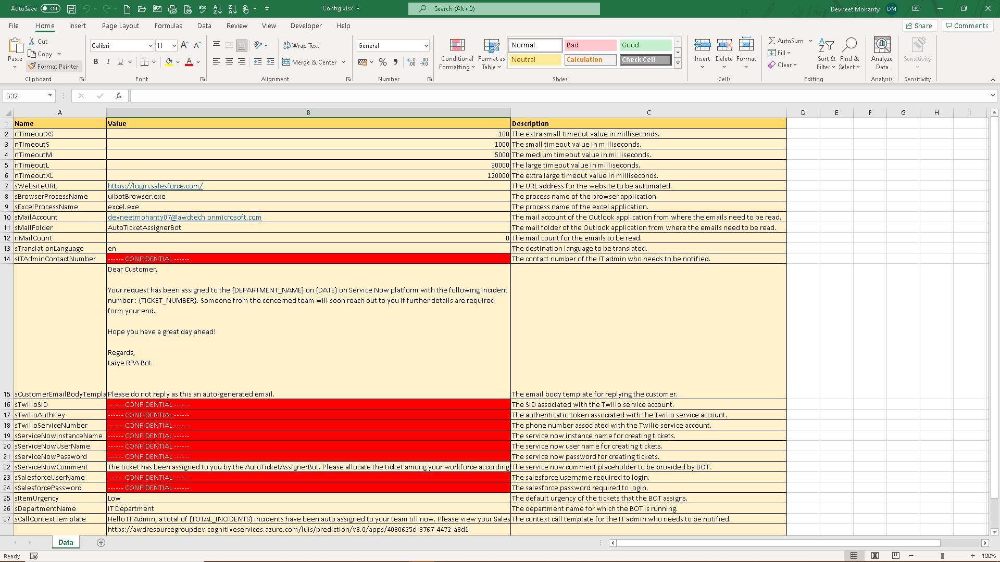 AutoSave Off Config.xlsx Search (Alt+Q) Devneet Mohanty DM
File Home Insert Page Layout Formulas Data Review View Developer Help Share Comments
Cut
Copy
Format Painter
Paste
Clipboard
Calibri 11
B I U
Font
Wrap Text
Merge & Center
Alignment
General
Number
Conditional Formatting
Format as Table
Normal Bad Good
Neutral Calculation Check Cell
Styles
Insert Delete Format
Cells
AutoSum
Fill
Clear
Sort & Filter
Find & Select
Editing
Analyze Data
Analysis
Sensitivity
Sensitivity
B32 fx
A B C D E F G H I
1 Name Value Description
2 nTimeoutXS 100 The extra small timeout value in milliseconds.
3 nTimeoutS 1000 The small timeout value in milliseconds.
4 nTimeoutM 5000 The medium timeout value in milliseconds.
5 nTimeoutL 30000 The large timeout value in milliseconds.
6 nTimeoutXL 120000 The extra large timeout value in milliseconds.
7 sWebsiteURL https://login.salesforce.com/ The URL address for the website to be automated.
8 sBrowserProcessName uibotBrowser.exe The process name of the browser application.
9 sExcelProcessName excel.exe The process name of the excel application.
10 sMailAccount devneetmohanty07@awdtech.onmicrosoft.com The mail account of the Outlook application from where the emails need to be read.
11 sMailFolder AutoTicketAssignerBot The mail folder of the Outlook application from where the emails need to be read.
12 nMailCount 0 The mail count for the emails to be read.
13 sTranslationLanguage en The destination language to be translated.
14 sITAdminContactNumber ------ CONFIDENTIAL ------ The contact number of the IT admin who needs to be notified.
Dear Customer,
Your request has been assigned to the {DEPARTMENT_NAME} on {DATE} on Service Now platform with the following incident
number : {TICKET_NUMBER}. Someone from the concerned team will soon reach out to you if further details are required
form your end.
Hope you have a great day ahead!
Regards,
Laiye RPA Bot
15 sCustomerEmailBodyTempla Please do not reply as this an auto-generated email. The email body template for replying the customer.
16 sTwilioSID ------ CONFIDENTIAL ------ The SID associated with the Twilio service account.
17 sTwilioAuthKey ------ CONFIDENTIAL ------ The authenticatio token associated with the Twilio service account.
18 sTwilioServiceNumber ------ CONFIDENTIAL ------ The phone number associated with the Twilio service account.
19 sServiceNowInstanceName ------ CONFIDENTIAL ------ The service now instance name for creating tickets.
20 sServiceNowUserName ------ CONFIDENTIAL ------ The service now user name for creating tickets.
21 sServiceNowPassword ------ CONFIDENTIAL ------ The service now password for creating tickets.
22 sServiceNowComment The ticket has been assigned to you by the AutoTicketAssignerBot. Please allocate the ticket among your workforce according The service now comment placeholder to be provided by BOT.
23 sSalesforceUserName ------ CONFIDENTIAL ------ The salesforce username required to login.
24 sSalesforcePassword ------ CONFIDENTIAL ------ The salesforce password required to login.
25 sItemUrgency Low The default urgency of the tickets that the BOT assigns.
26 sDepartmentName IT Department The department name for which the BOT is running.
27 sCallContextTemplate Hello IT Admin, a total of {TOTAL_INCIDENTS} incidents have been auto assigned to your team till now. Please view your Sales The context call template for the IT admin who needs to be notified.
https://awdresourcegroupdev.cognitiveservices.azure.com/luis/prediction/v3.0/apps/4080625d-3767-4472-a8d1-
Data
Ready 100%